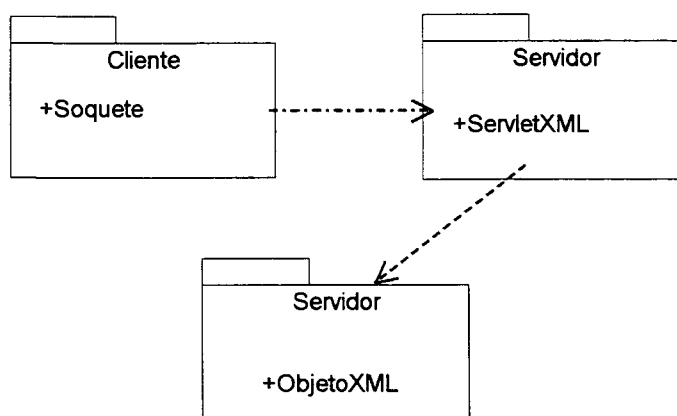 Cliente
+Soquete
Servidor
+ServletXML
Servidor
+ObjetoXML